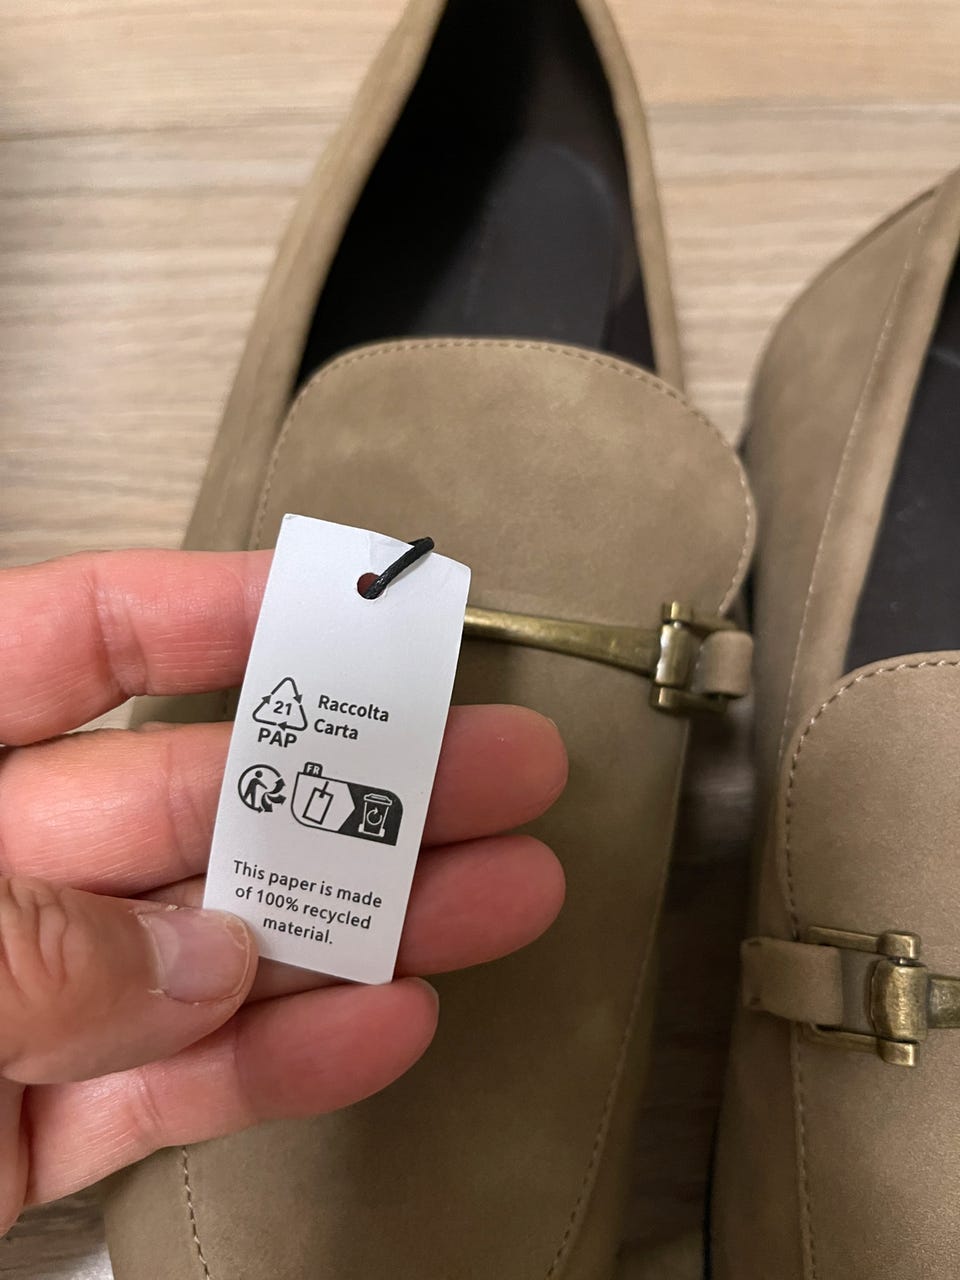 21
PAP
Raccolta
Carta
FR
This paper is made
of 100% recycled
material.